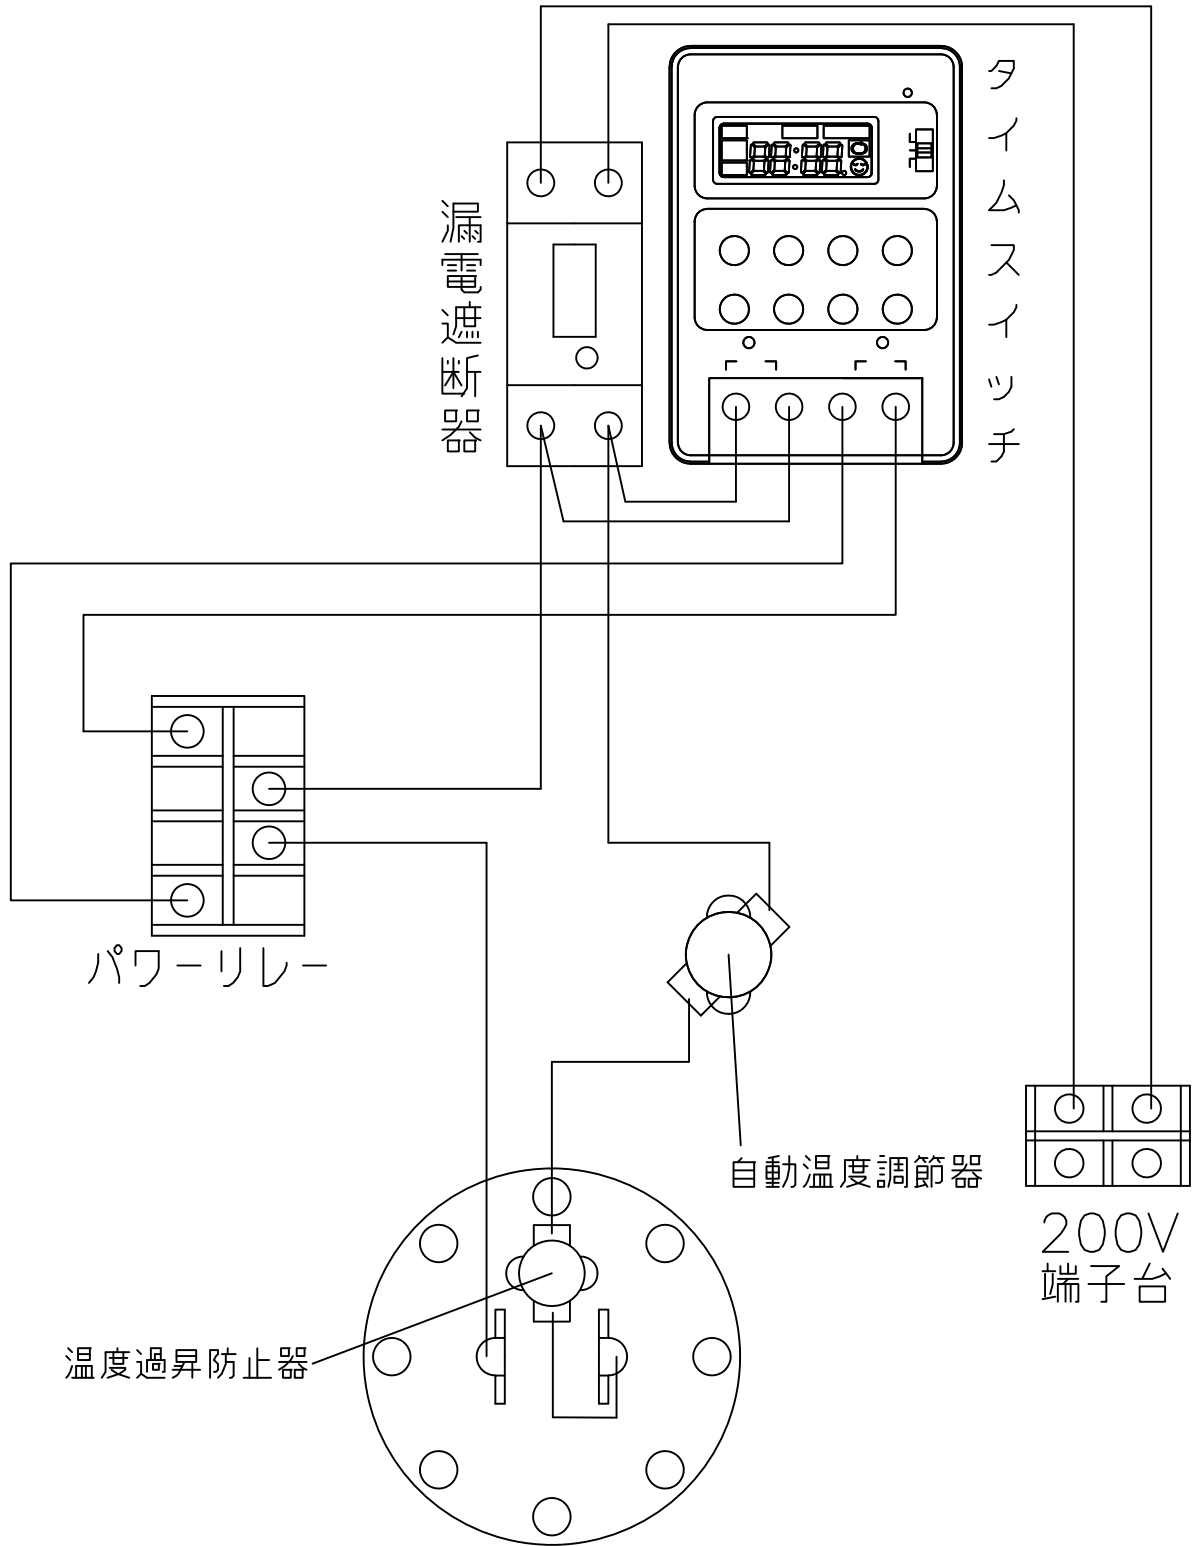 漏電遮断器
タイムスイッチ
パワーリレー
自動温度調節器
200V
端子台
温度過昇防止器